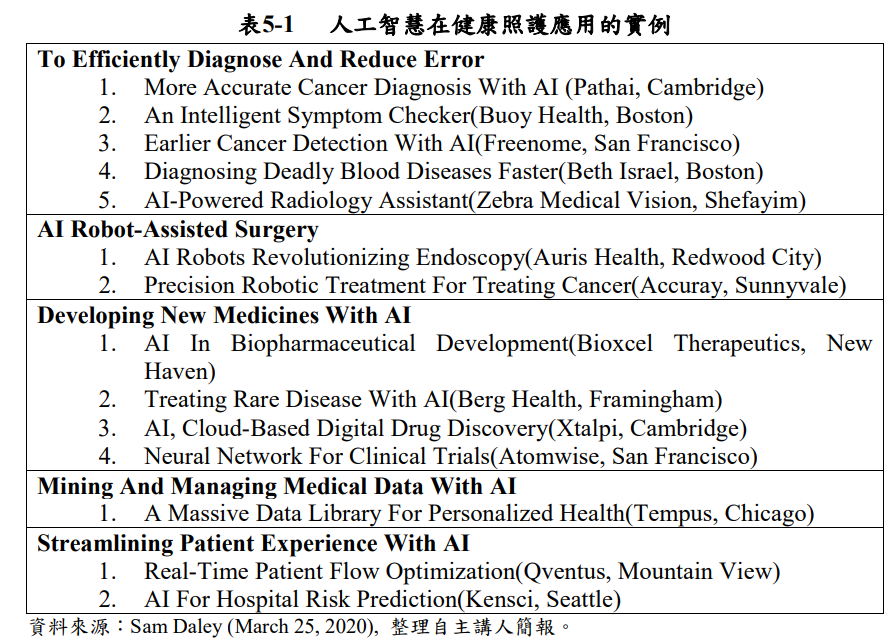 表5-1 人工智慧在健康照護應用的實例
To Efficiently Diagnose And Reduce Error
1. More Accurate Cancer Diagnosis With AI (Pathai, Cambridge)
2. An Intelligent Symptom Checker(Buoy Health, Boston)
3. Earlier Cancer Detection With AI(Freenome, San Francisco)
4. Diagnosing Deadly Blood Diseases Faster(Beth Israel, Boston)
5. AI-Powered Radiology Assistant(Zebra Medical Vision, Shefayim)
AI Robot-Assisted Surgery
1. AI Robots Revolutionizing Endoscopy(Auris Health, Redwood City)
2. Precision Robotic Treatment For Treating Cancer(Accuray, Sunnyvale)
Developing New Medicines With AI
1. AI In Biopharmaceutical Development(Bioxcel Therapeutics, New
Haven)
2. Treating Rare Disease With AI(Berg Health, Framingham)
3. AI, Cloud-Based Digital Drug Discovery(Xtalpi, Cambridge)
4. Neural Network For Clinical Trials(Atomwise, San Francisco)
Mining And Managing Medical Data With AI
1. A Massive Data Library For Personalized Health(Tempus, Chicago)
Streamlining Patient Experience With AI
1. Real-Time Patient Flow Optimization(Qventus, Mountain View)
2. AI For Hospital Risk Prediction(Kensci, Seattle)
資料來源：Sam Daley (March 25, 2020), 整理自主講人簡報。